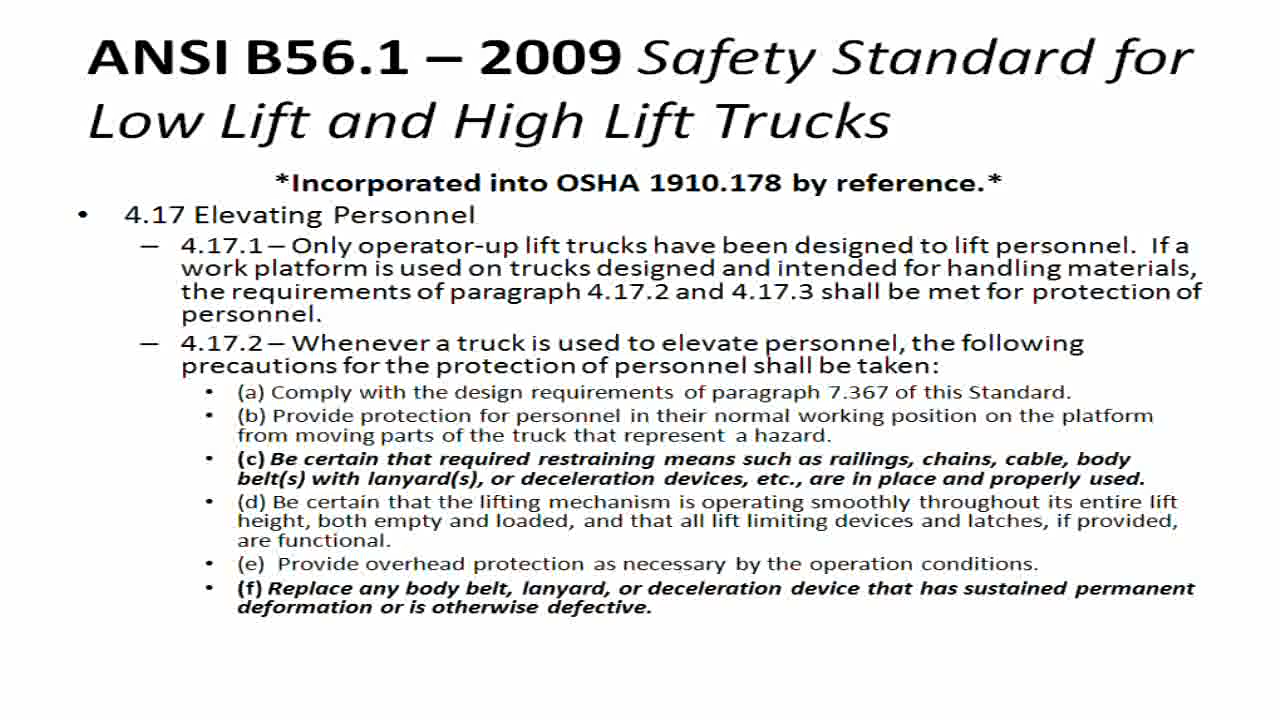 ANSI B56.1 – 2009 Safety Standard for
Low Lift and High Lift Trucks
*Incorporated into OSHA 1910.178 by reference.*
• 4.17 Elevating Personnel
– 4.17.1 – Only operator-up lift trucks have been designed to lift personnel. If a
work platform is used on trucks designed and intended for handling materials,
the requirements of paragraph 4.17.2 and 4.17.3 shall be met for protection of
personnel.
– 4.17.2 – Whenever a truck is used to elevate personnel, the following
precautions for the protection of personnel shall be taken:
• (a) Comply with the design requirements of paragraph 7.367 of this Standard.
• (b) Provide protection for personnel in their normal working position on the platform
from moving parts of the truck that represent a hazard.
• (c) Be certain that required restraining means such as railings, chains, cable, body
belt(s) with lanyard(s), or deceleration devices, etc., are in place and properly used.
• (d) Be certain that the lifting mechanism is operating smoothly throughout its entire lift
height, both empty and loaded, and that all lift limiting devices and latches, if provided,
are functional.
• (e) Provide overhead protection as necessary by the operation conditions.
• (f) Replace any body belt, lanyard, or deceleration device that has sustained permanent
deformation or is otherwise defective.